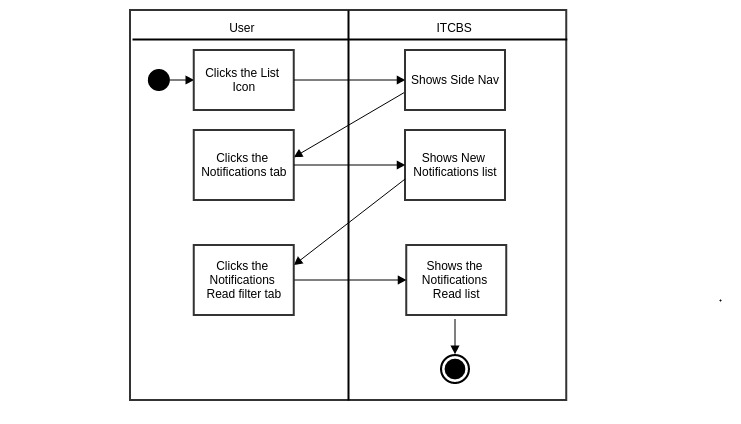 User
ITCBS
Clicks the List
Icon
Shows Side Nav
Clicks the
Notifications tab
Shows New
Notifications list
Clicks the
Notifications
Read filter tab
Shows the
Notifications
Read list